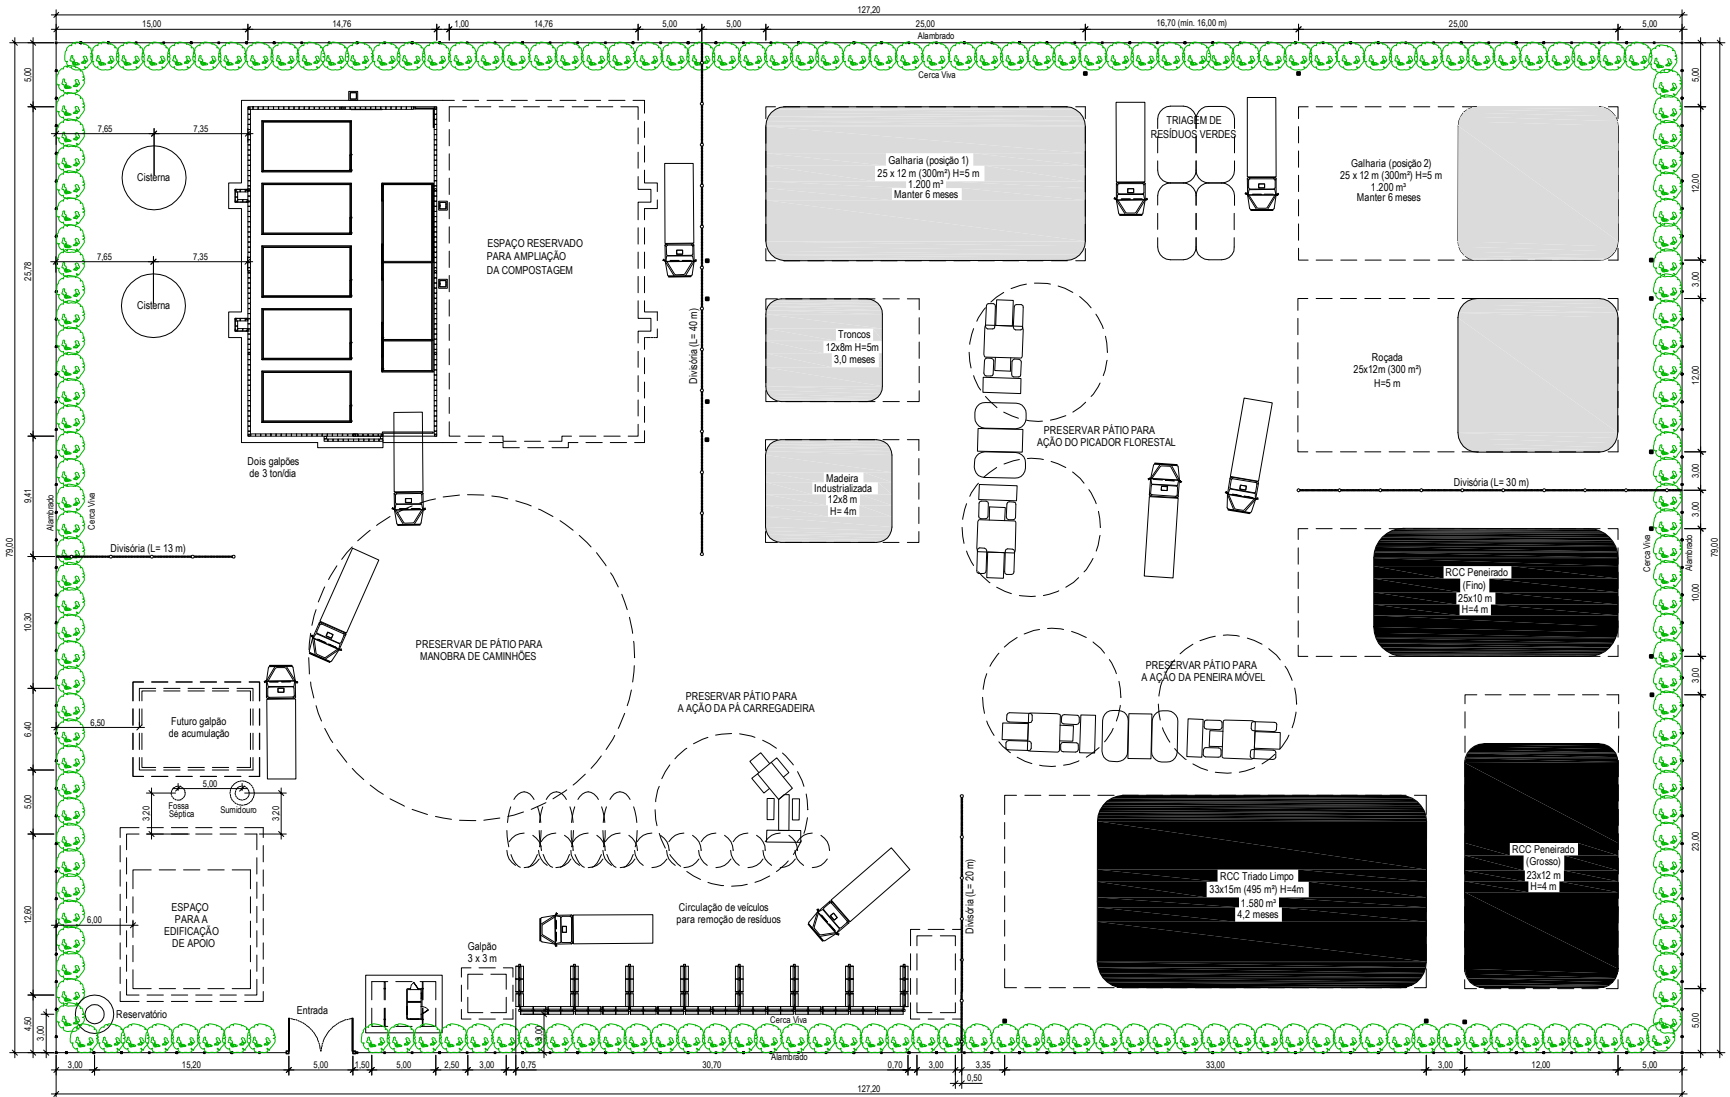 127,20
15,00
14,76
1,00
14,76
5,00
5,00
25,00
16,70 (mín. 16,00 m)
25,00
5,00
Alambrado
Cerca Viva
5,00
25,78
9,41
10,30
6,40
5,00
12,60
4,50
3,00
79,00
Alambrado
Cerca Viva
7,65
7,35
Cisterna
7,65
7,35
Cisterna
ESPAÇO RESERVADO
PARA AMPLIAÇÃO
DA COMPOSTAGEM
Dois galpões
de 3 ton/dia
Divisória (L= 13 m)
Divisória (L= 40 m)
Galharia (posição 1)
25 x 12 m (300m²) H=5 m
1.200 m³
Manter 6 meses
TRIAGEM DE
RESÍDUOS VERDES
Galharia (posição 2)
25 x 12 m (300m²) H=5 m
1.200 m³
Manter 6 meses
Troncos
12x8m H=5m
3,0 meses
Roçada
25x12m (300 m²)
H=5 m
PRESERVAR PÁTIO PARA
AÇÃO DO PICADOR FLORESTAL
Madeira
Industrializada
12x8 m
H= 4m
Divisória (L= 30 m)
RCC Peneirado
(Fino)
25x10 m
H=4 m
PRESERVAR DE PÁTIO PARA
MANOBRA DE CAMINHÕES
PRESERVAR PÁTIO PARA
A AÇÃO DA PENEIRA MÓVEL
PRESERVAR PÁTIO PARA
A AÇÃO DA PÁ CARREGADEIRA
6,50
Futuro galpão
de acumulação
5,00
3,20
Fossa
Séptica
Sumidouro
3,20
6,00
ESPAÇO
PARA A
EDIFICAÇÃO
DE APOIO
Reservatório
Entrada
Galpão
3 x 3 m
Circulação de veículos
para remoção de resíduos
Divisória (L= 20 m)
RCC Triado Limpo
33x15m (495 m²) H=4m
1.580 m³
4,2 meses
RCC Peneirado
(Grosso)
23x12 m
H=4 m
5,00
12,00
3,00
12,00
3,00
3,00
10,00
3,00
23,00
5,00
79,00
Cerca Viva
Alambrado
3,00
Cerca Viva
Alambrado
3,00
15,20
5,00
1,50
5,00
2,50
3,00
0,75
30,70
0,70
3,00
0,50
3,35
33,00
3,00
12,00
5,00
127,20